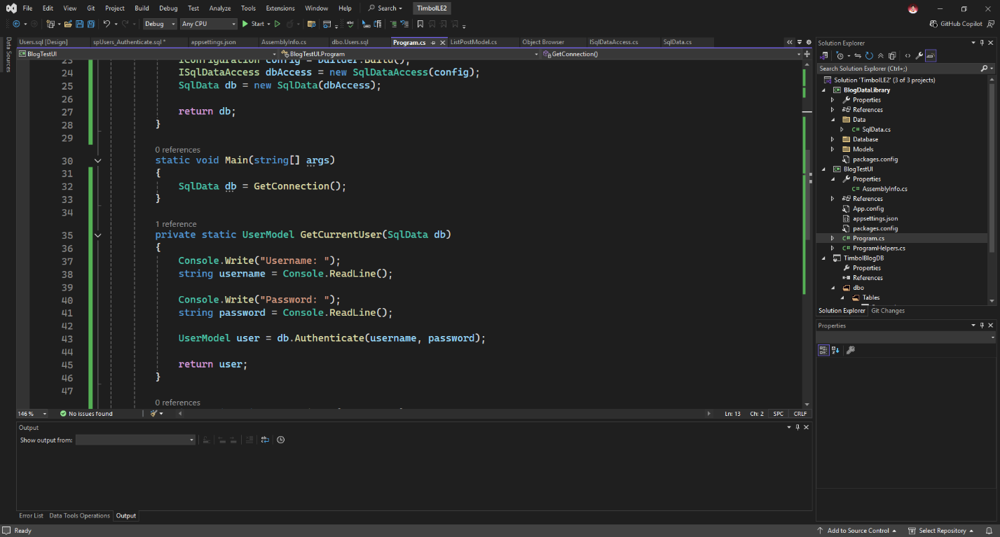 File Edit View Git Project Build Debug Test Analyze Tools Extensions Window Help Search TimbolLE2
Debug Any CPU Start GitHub Copilot
Data Sources
Users.sql [Design] spUsers_Authenticate.sql * appsettings.json AssemblyInfo.cs dbo.Users.sql Program.cs ListPostModel.cs Object Browser ISqlDataAccess.cs SqlData.cs
BlogTestUI BlogTestUI.Program GetConnection()
23 IConfiguration config = builder.Build();
24 ISqlDataAccess dbAccess = new SqlDataAccess(config);
25 SqlData db = new SqlData(dbAccess);
26
27 return db;
28 }
29
0 references
30 static void Main(string[] args)
31 {
32 SqlData db = GetConnection();
33 }
34
1 reference
35 private static UserModel GetCurrentUser(SqlData db)
36 {
37 Console.Write("Username: ");
38 string username = Console.ReadLine();
39
40 Console.Write("Password: ");
41 string password = Console.ReadLine();
42
43 UserModel user = db.Authenticate(username, password);
44
45 return user;
46 }
47
0 references
146 % No issues found Ln: 13 Ch: 2 SPC CRLF
Output
Show output from:
Error List Data Tools Operations Output
Ready Add to Source Control Select Repository
Solution Explorer
Search Solution Explorer (Ctrl+;)
Solution 'TimbolLE2' (3 of 3 projects)
BlogDataLibrary
Properties
References
Data
C# SqlData.cs
Database
Models
packages.config
BlogTestUI
Properties
C# AssemblyInfo.cs
References
App.config
appsettings.json
packages.config
C# Program.cs
C# ProgramHelpers.cs
TimbolBlogDB
Properties
References
dbo
Tables
Solution Explorer Git Changes
Properties